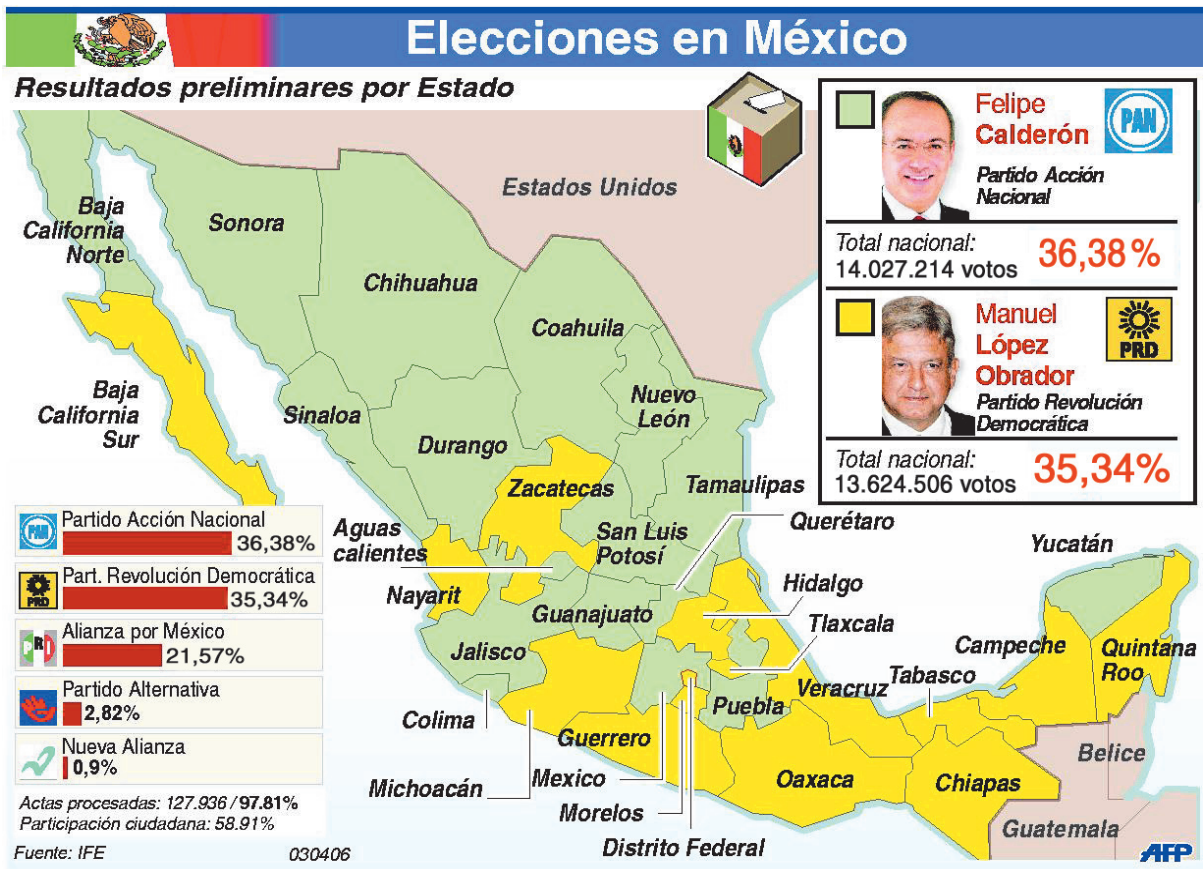 Elecciones en México
Resultados preliminares por Estado
Felipe
Calderón
PAN
Partido Acción
Nacional
Total nacional:
14.027.214 votos
36,38%
Manuel
López
Obrador
PRD
Partido Revolución
Democrática
Total nacional:
13.624.506 votos
35,34%
Estados Unidos
Baja
California
Norte
Sonora
Chihuahua
Coahuila
Baja
California
Sur
Sinaloa
Durango
Nuevo
León
Zacatecas
Tamaulipas
Aguas
calientes
San Luis
Potosí
Querétaro
Nayarit
Guanajuato
Hidalgo
Tlaxcala
Yucatán
Jalisco
Campeche
Quintana
Roo
Colima
Puebla
Veracruz
Tabasco
Guerrero
Michoacán
Mexico
Oaxaca
Chiapas
Belice
Morelos
Distrito Federal
Guatemala
PAN
Partido Acción Nacional
36,38%
PRD
Part. Revolución Democrática
35,34%
PRD
Alianza por México
21,57%
Partido Alternativa
2,82%
Nueva Alianza
0,9%
Actas procesadas: 127.936 / 97.81%
Participación ciudadana: 58.91%
Fuente: IFE
030406
AFP